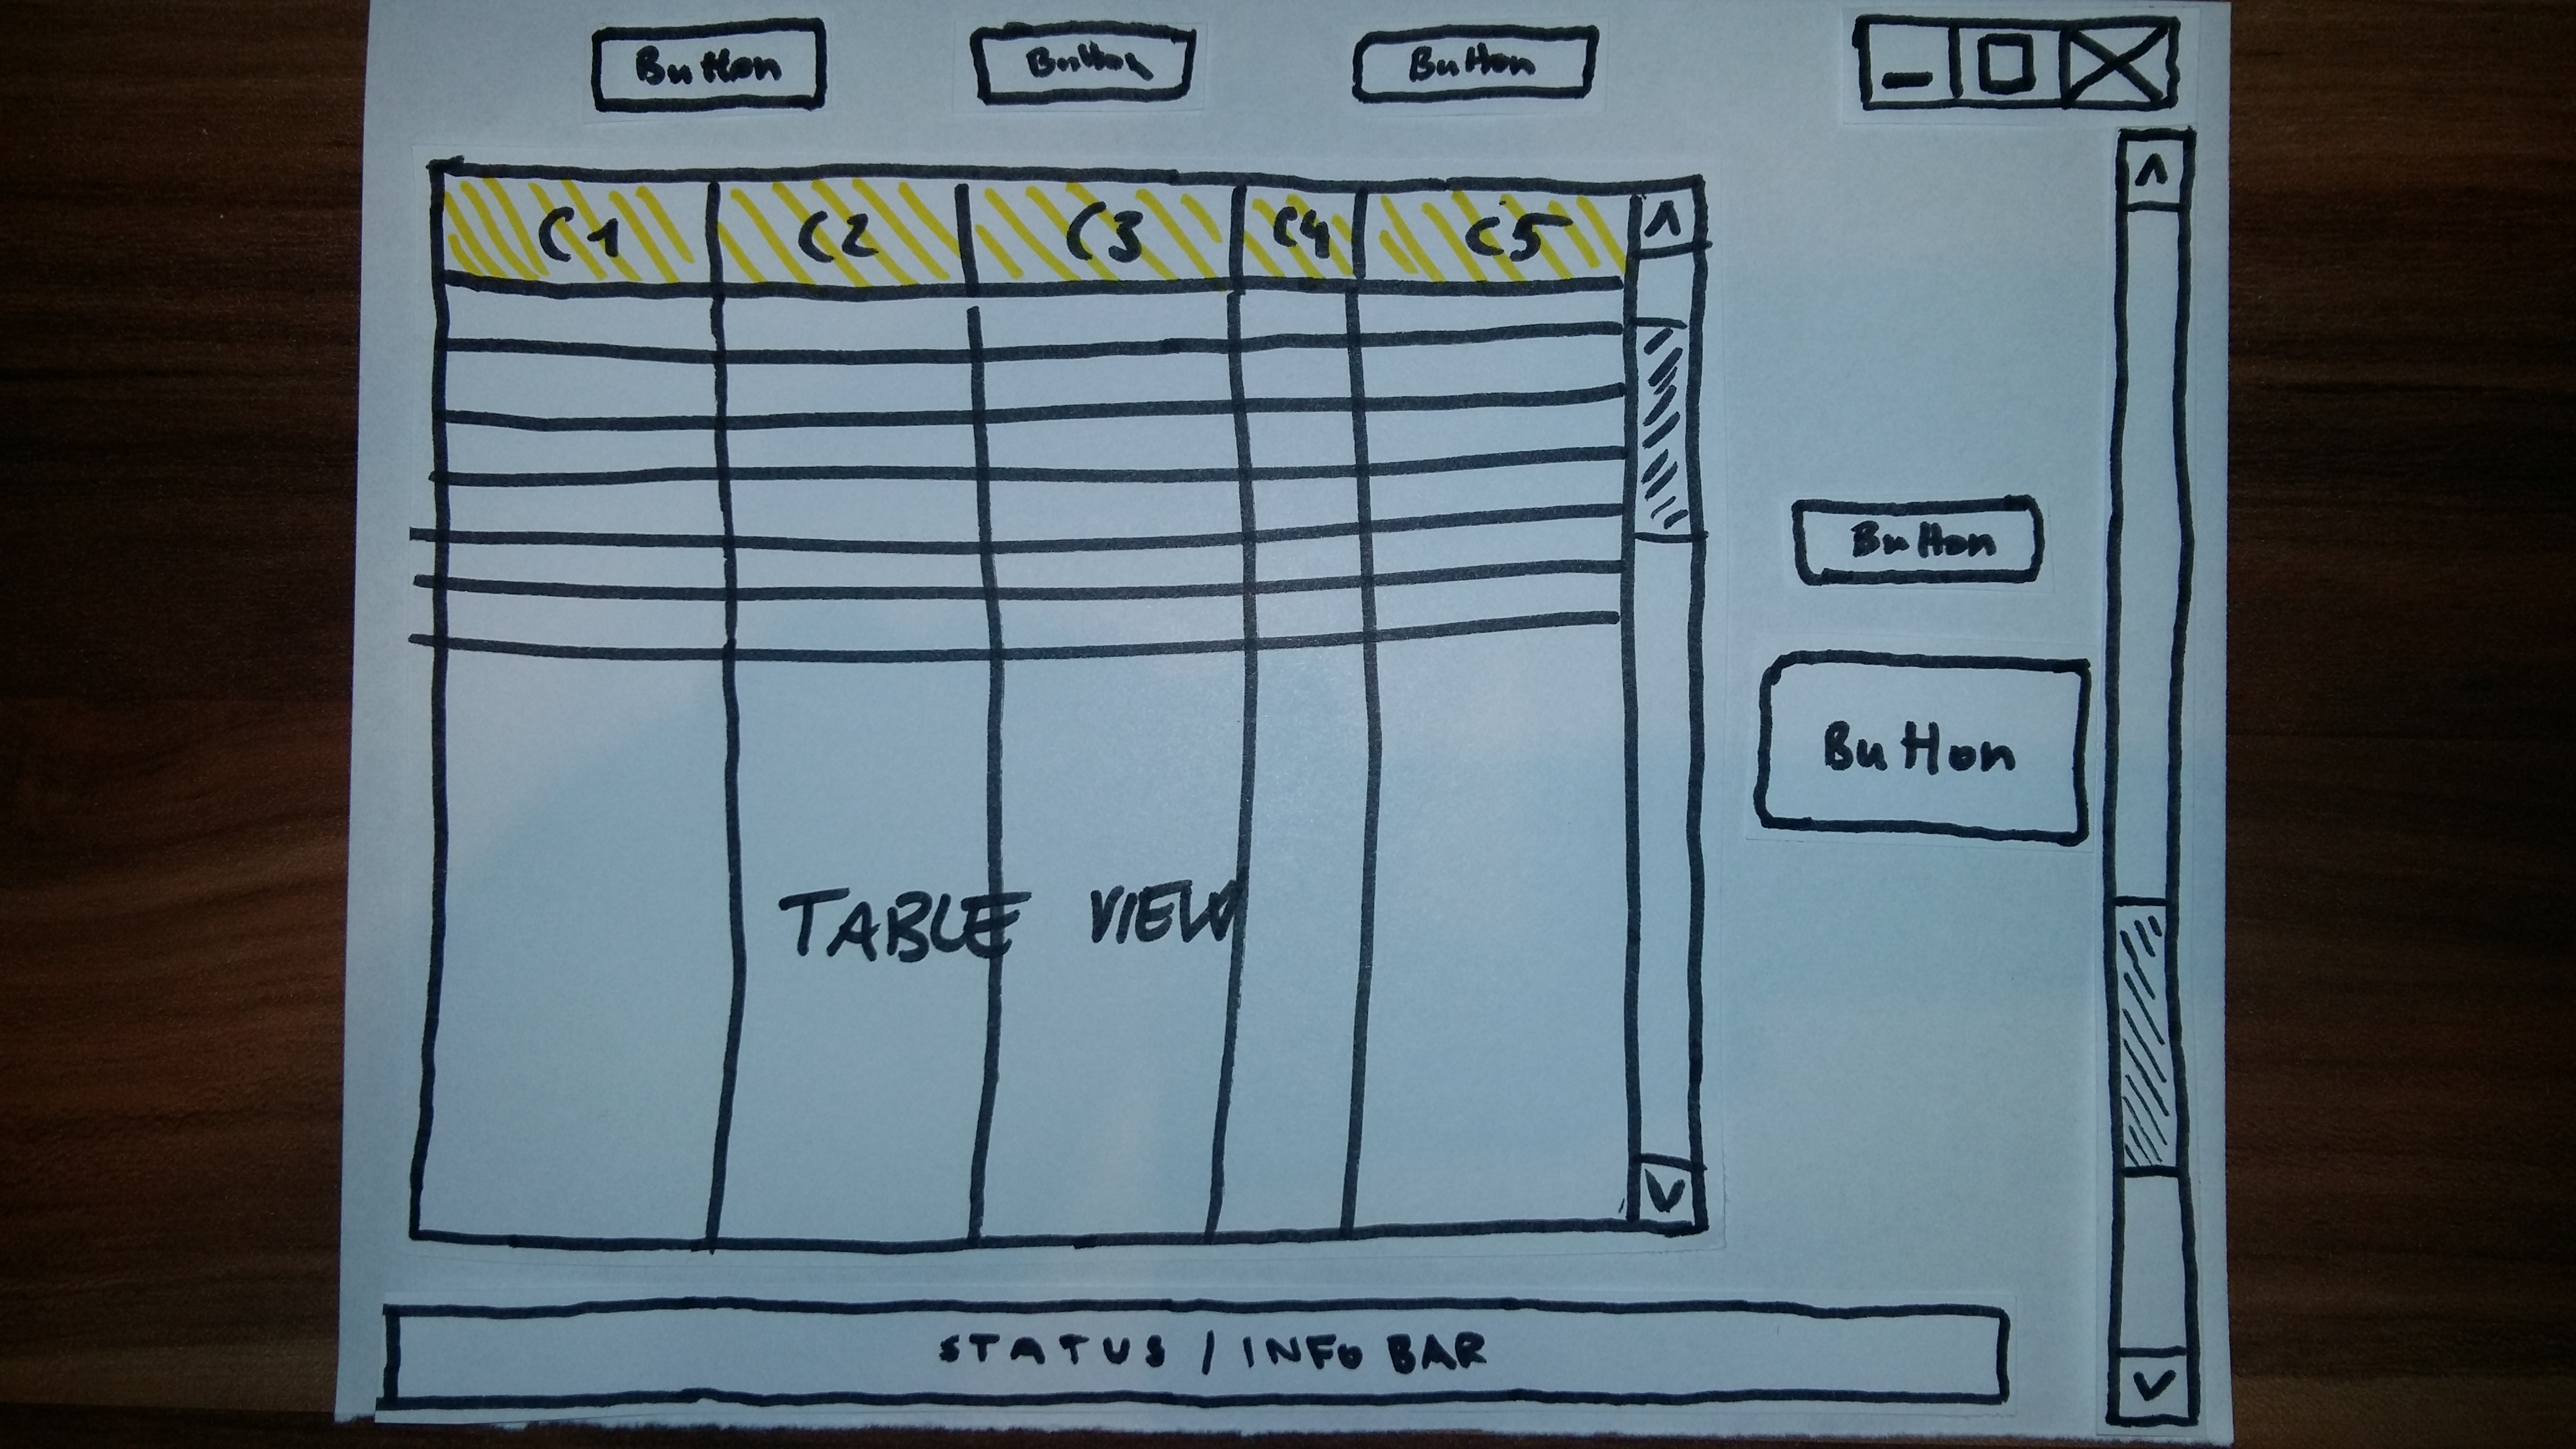 Button
Button
Button
C1 C2 C3 C4 C5
Button
Button
TABLE VIEW
STATUS / INFO BAR